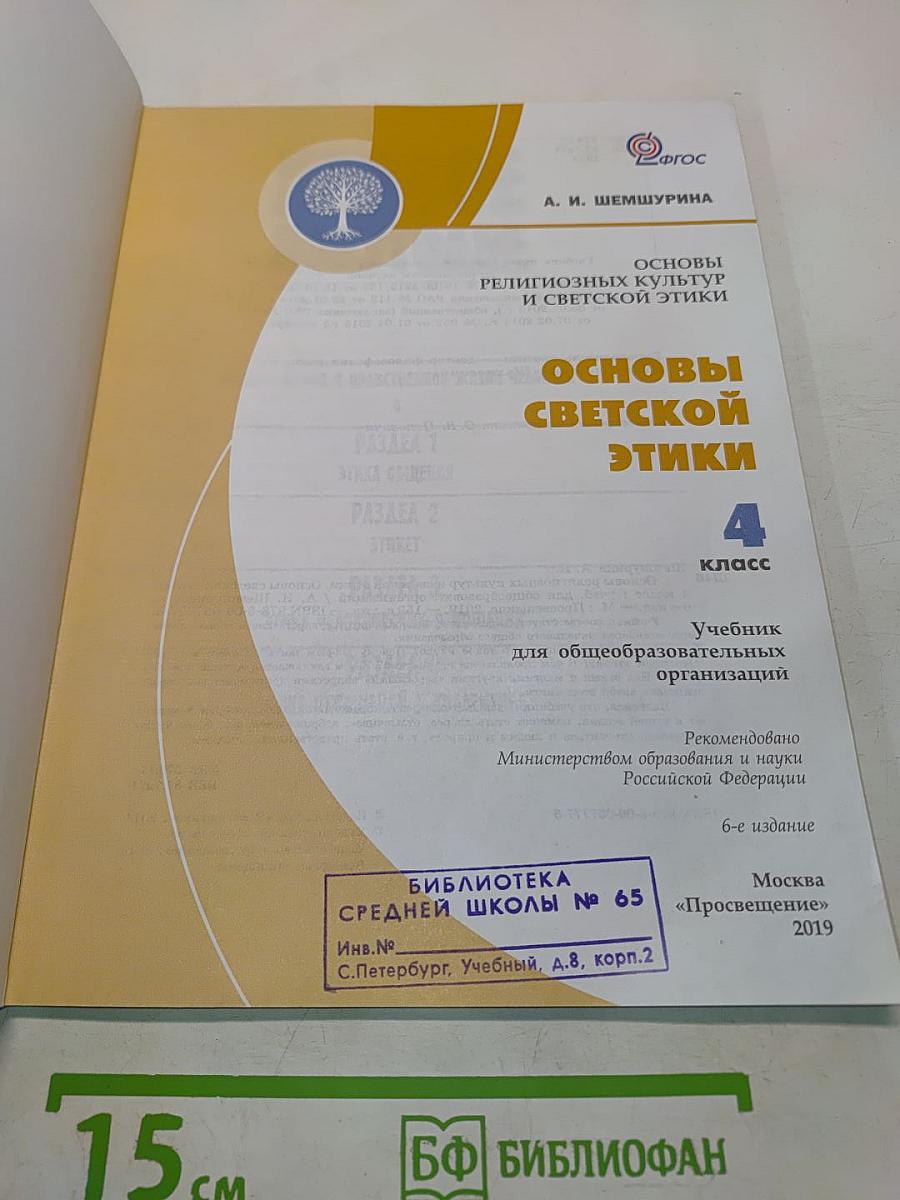 ФГОС
А. И. ШЕМШУРИНА
ОСНОВЫ
РЕЛИГИОЗНЫХ КУЛЬТУР
И СВЕТСКОЙ ЭТИКИ
ОСНОВЫ
СВЕТСКОЙ
ЭТИКИ
4
класс
Учебник
для общеобразовательных
организаций
Рекомендовано
Министерством образования и науки
Российской Федерации
6-е издание
Москва
«Просвещение»
2019
БИБЛИОТЕКА
СРЕДНЕЙ ШКОЛЫ № 65
Инв.№
С.Петербург, Учебный, д.8, корп.2
15 см
БФ БИБЛИОФАН